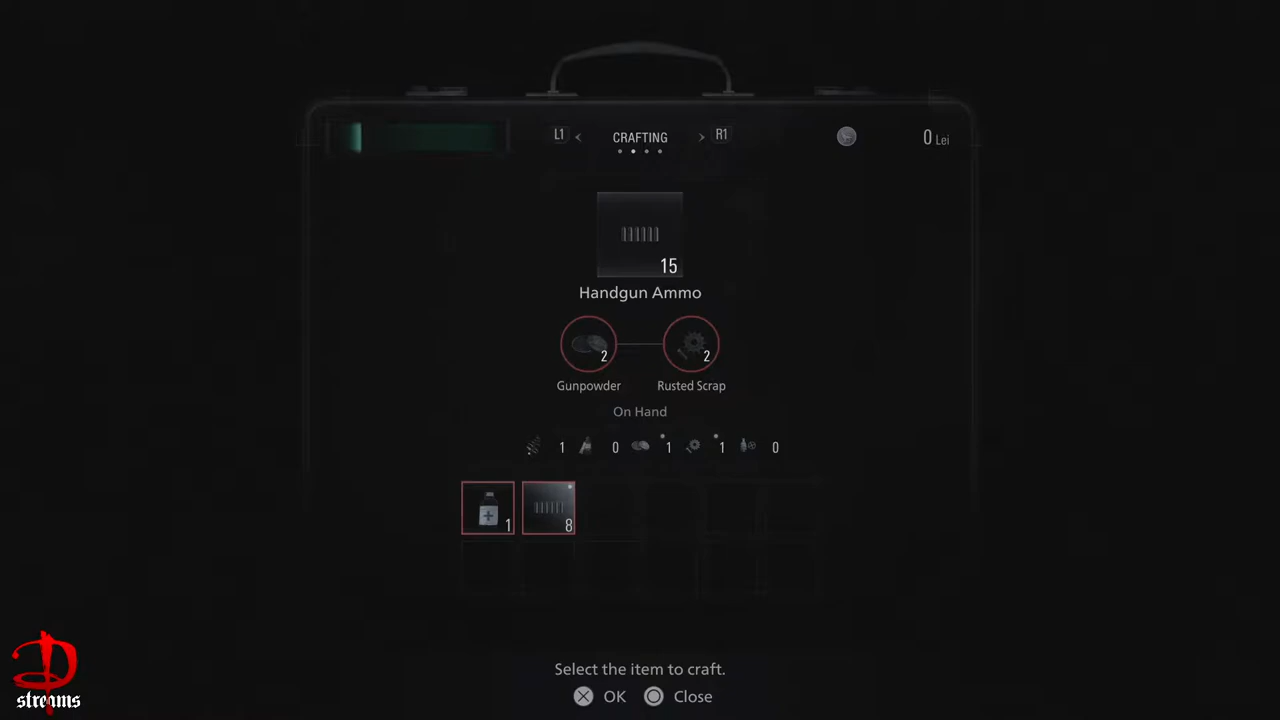 L1 < CRAFTING > R1
0 Lei
15
Handgun Ammo
2 2
Gunpowder Rusted Scrap
On Hand
1 0 1 1 0
1 8
Select the item to craft.
OK Close
D
streams